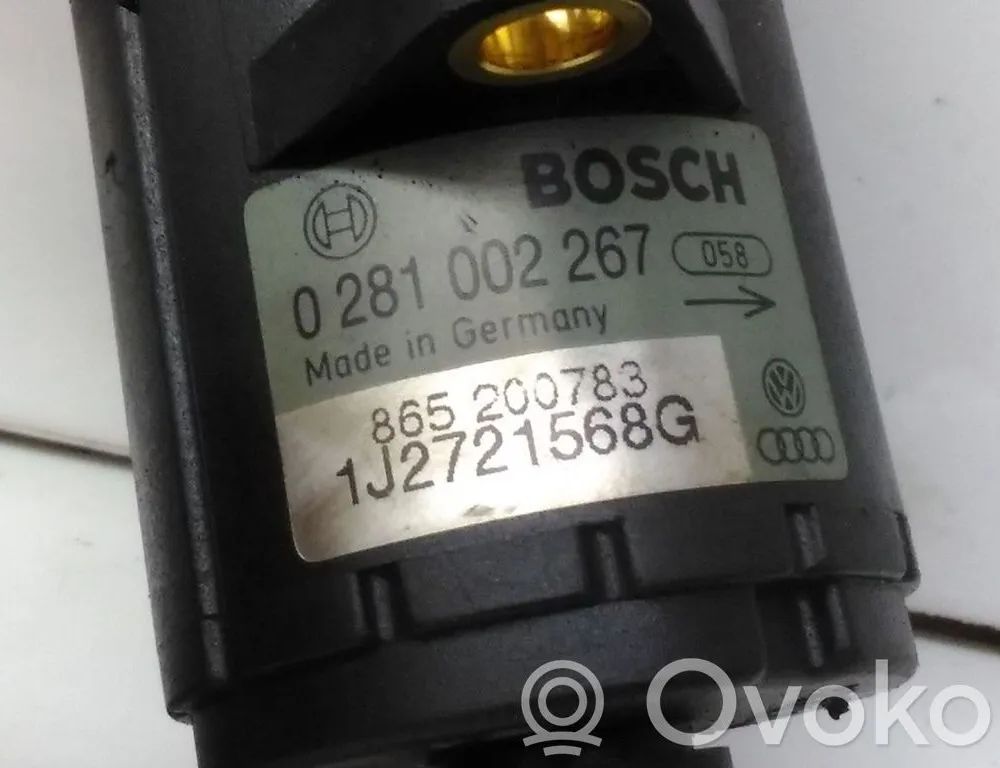 BOSCH
0 281 002 267 058
Made in Germany
865 200783
1J2721568G
Ovoko